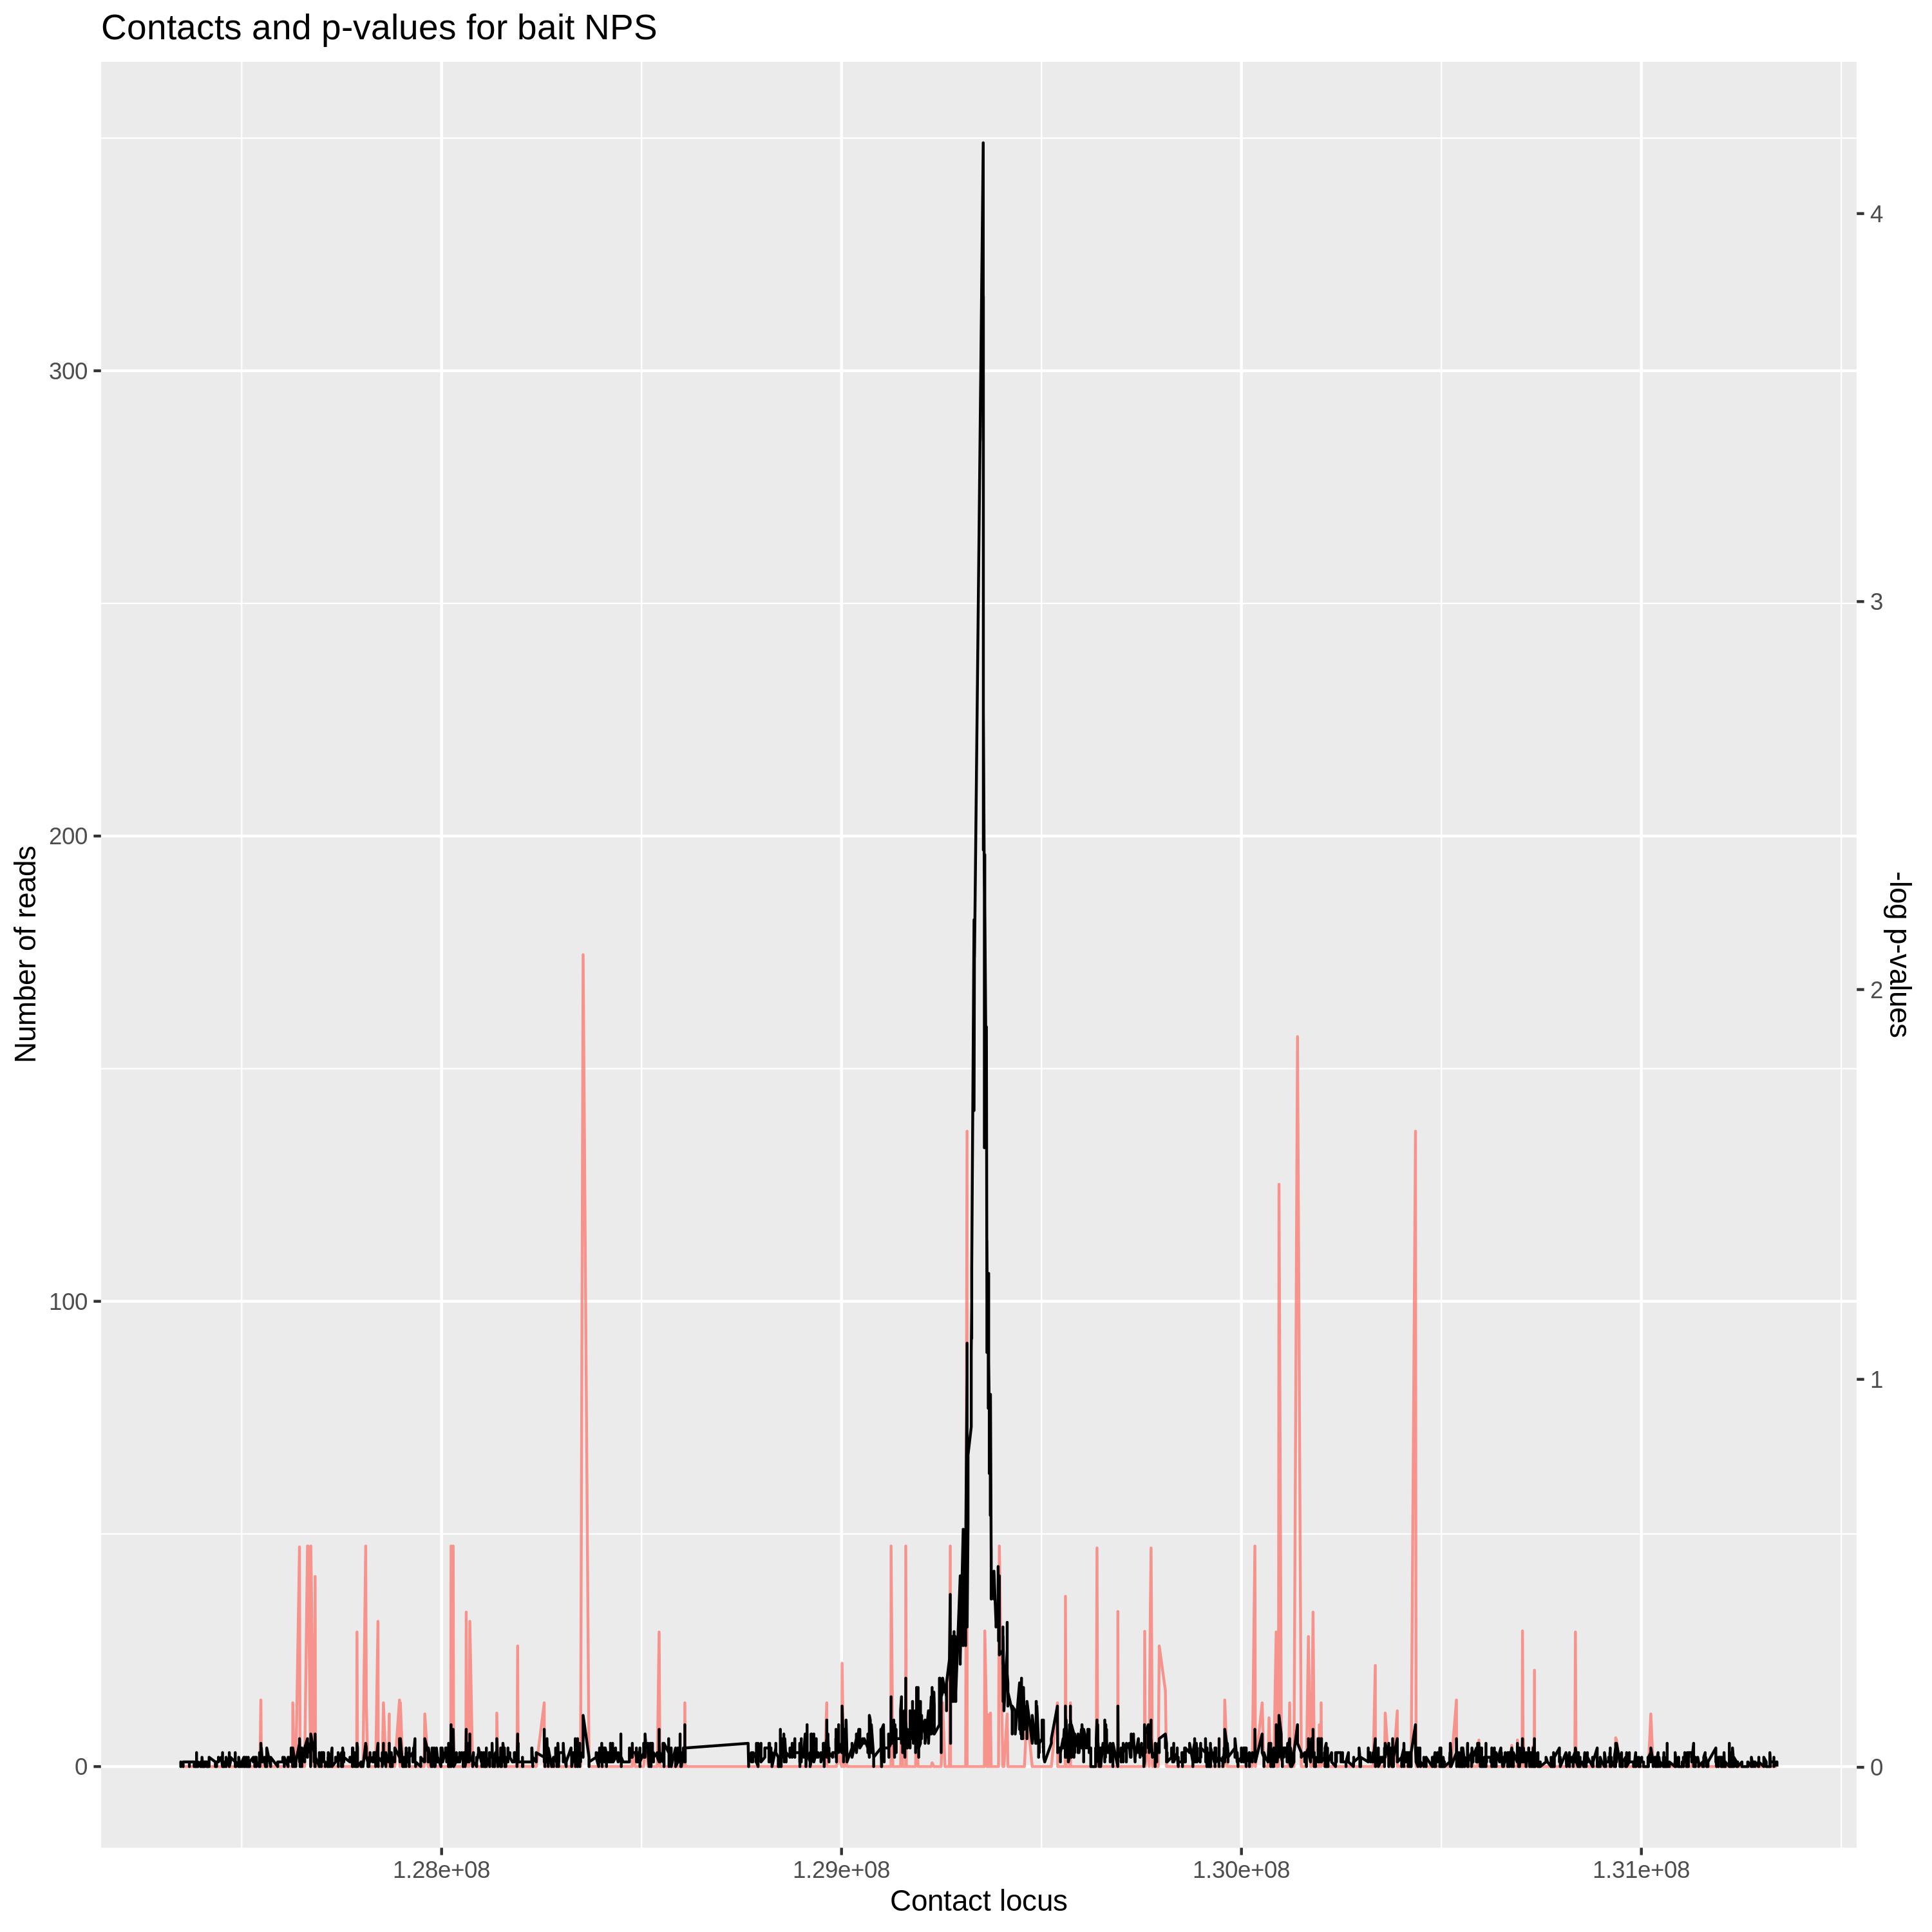 Contacts and p-values for bait NPS
Number of reads
300
200
100
0
4
3
2
1
0
-log p-values
1.28e+08 1.29e+08 1.30e+08 1.31e+08
Contact locus